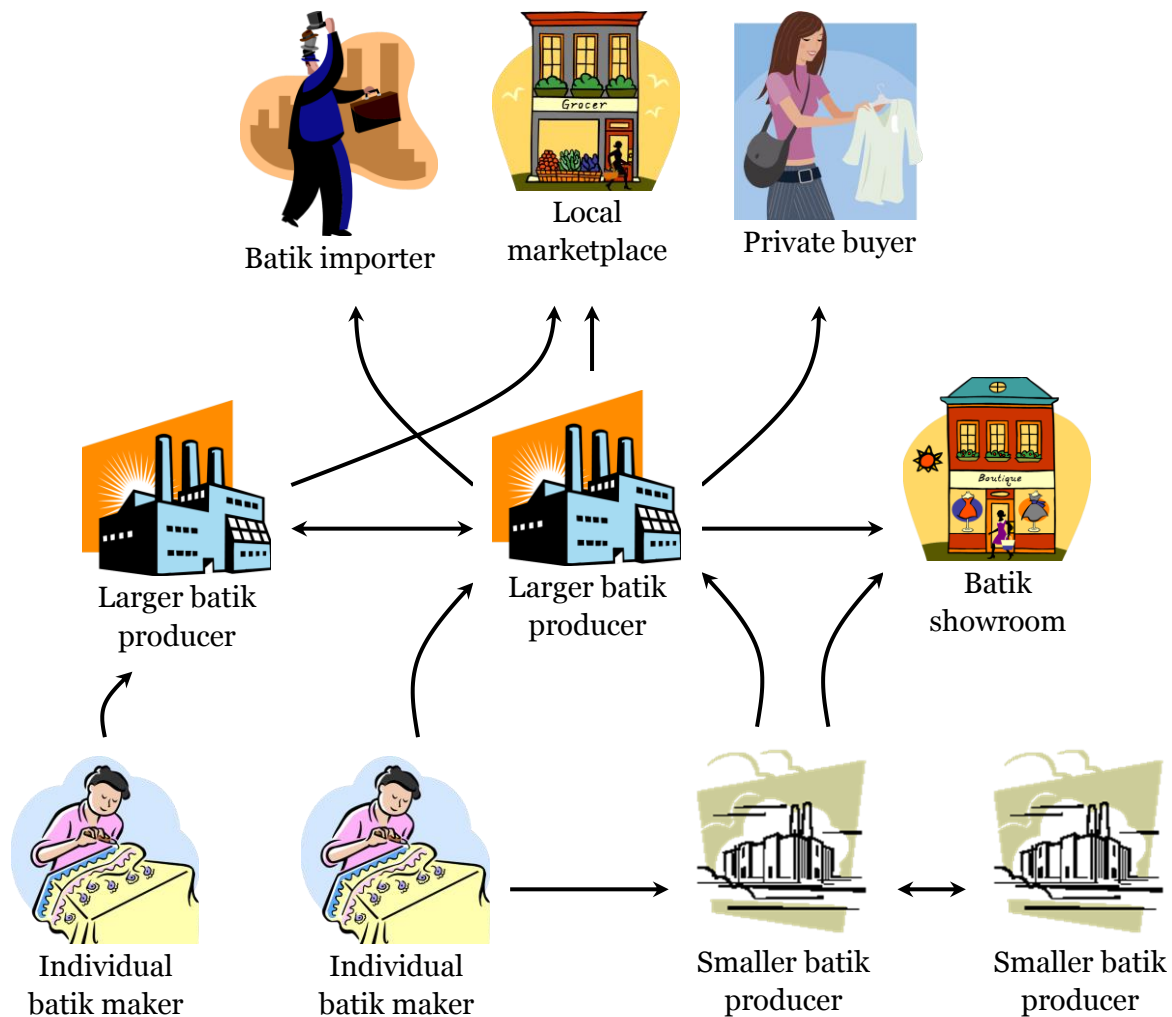 Grocer
Batik importer
Local
marketplace
Private buyer
Boutique
Larger batik
producer
Larger batik
producer
Batik
showroom
Individual
batik maker
Individual
batik maker
Smaller batik
producer
Smaller batik
producer